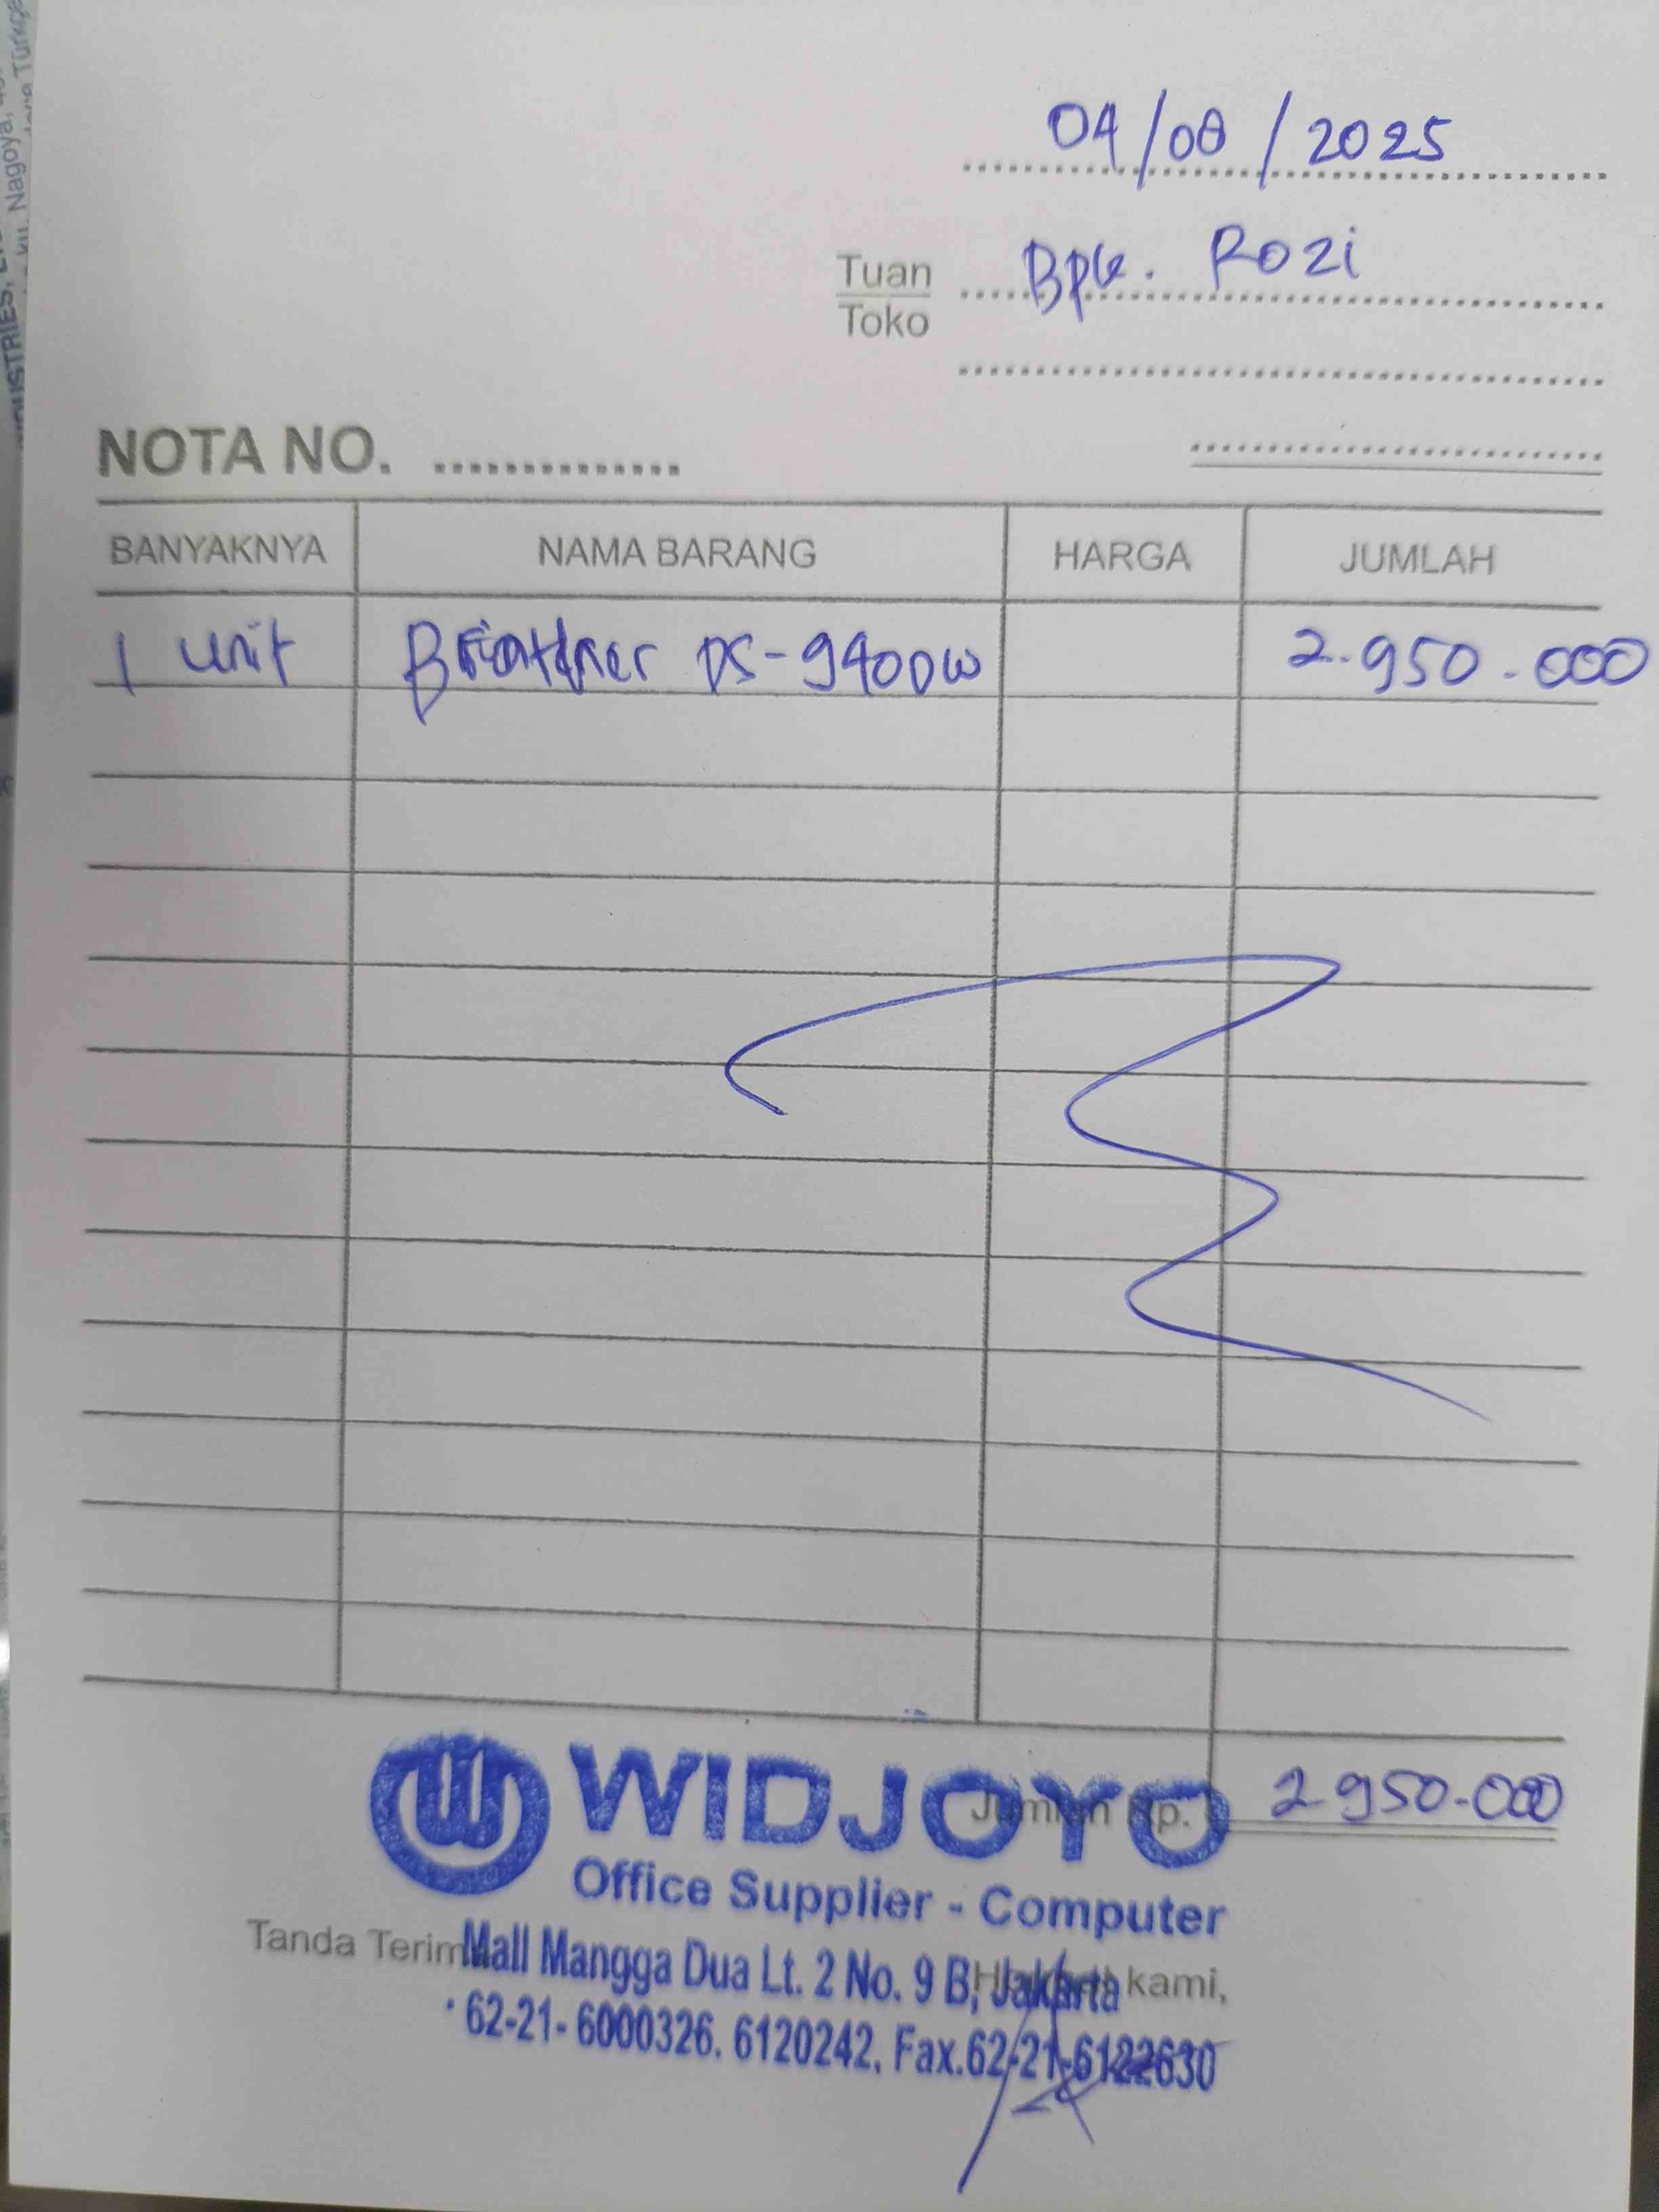 04/08/2025
Tuan Bpk. Rozi
Toko
NOTA NO.
BANYAKNYA NAMA BARANG HARGA JUMLAH
1 unit Brother DS-940DW 2.950.000
Jumlah Rp. 2.950.000
WIDJOYO
Office Supplier - Computer
Tanda Terima
Mall Mangga Dua Lt. 2 No. 9 B, Jakarta
kami,
62-21-6000326. 6120242, Fax.62-21-6122630
Nagoya,